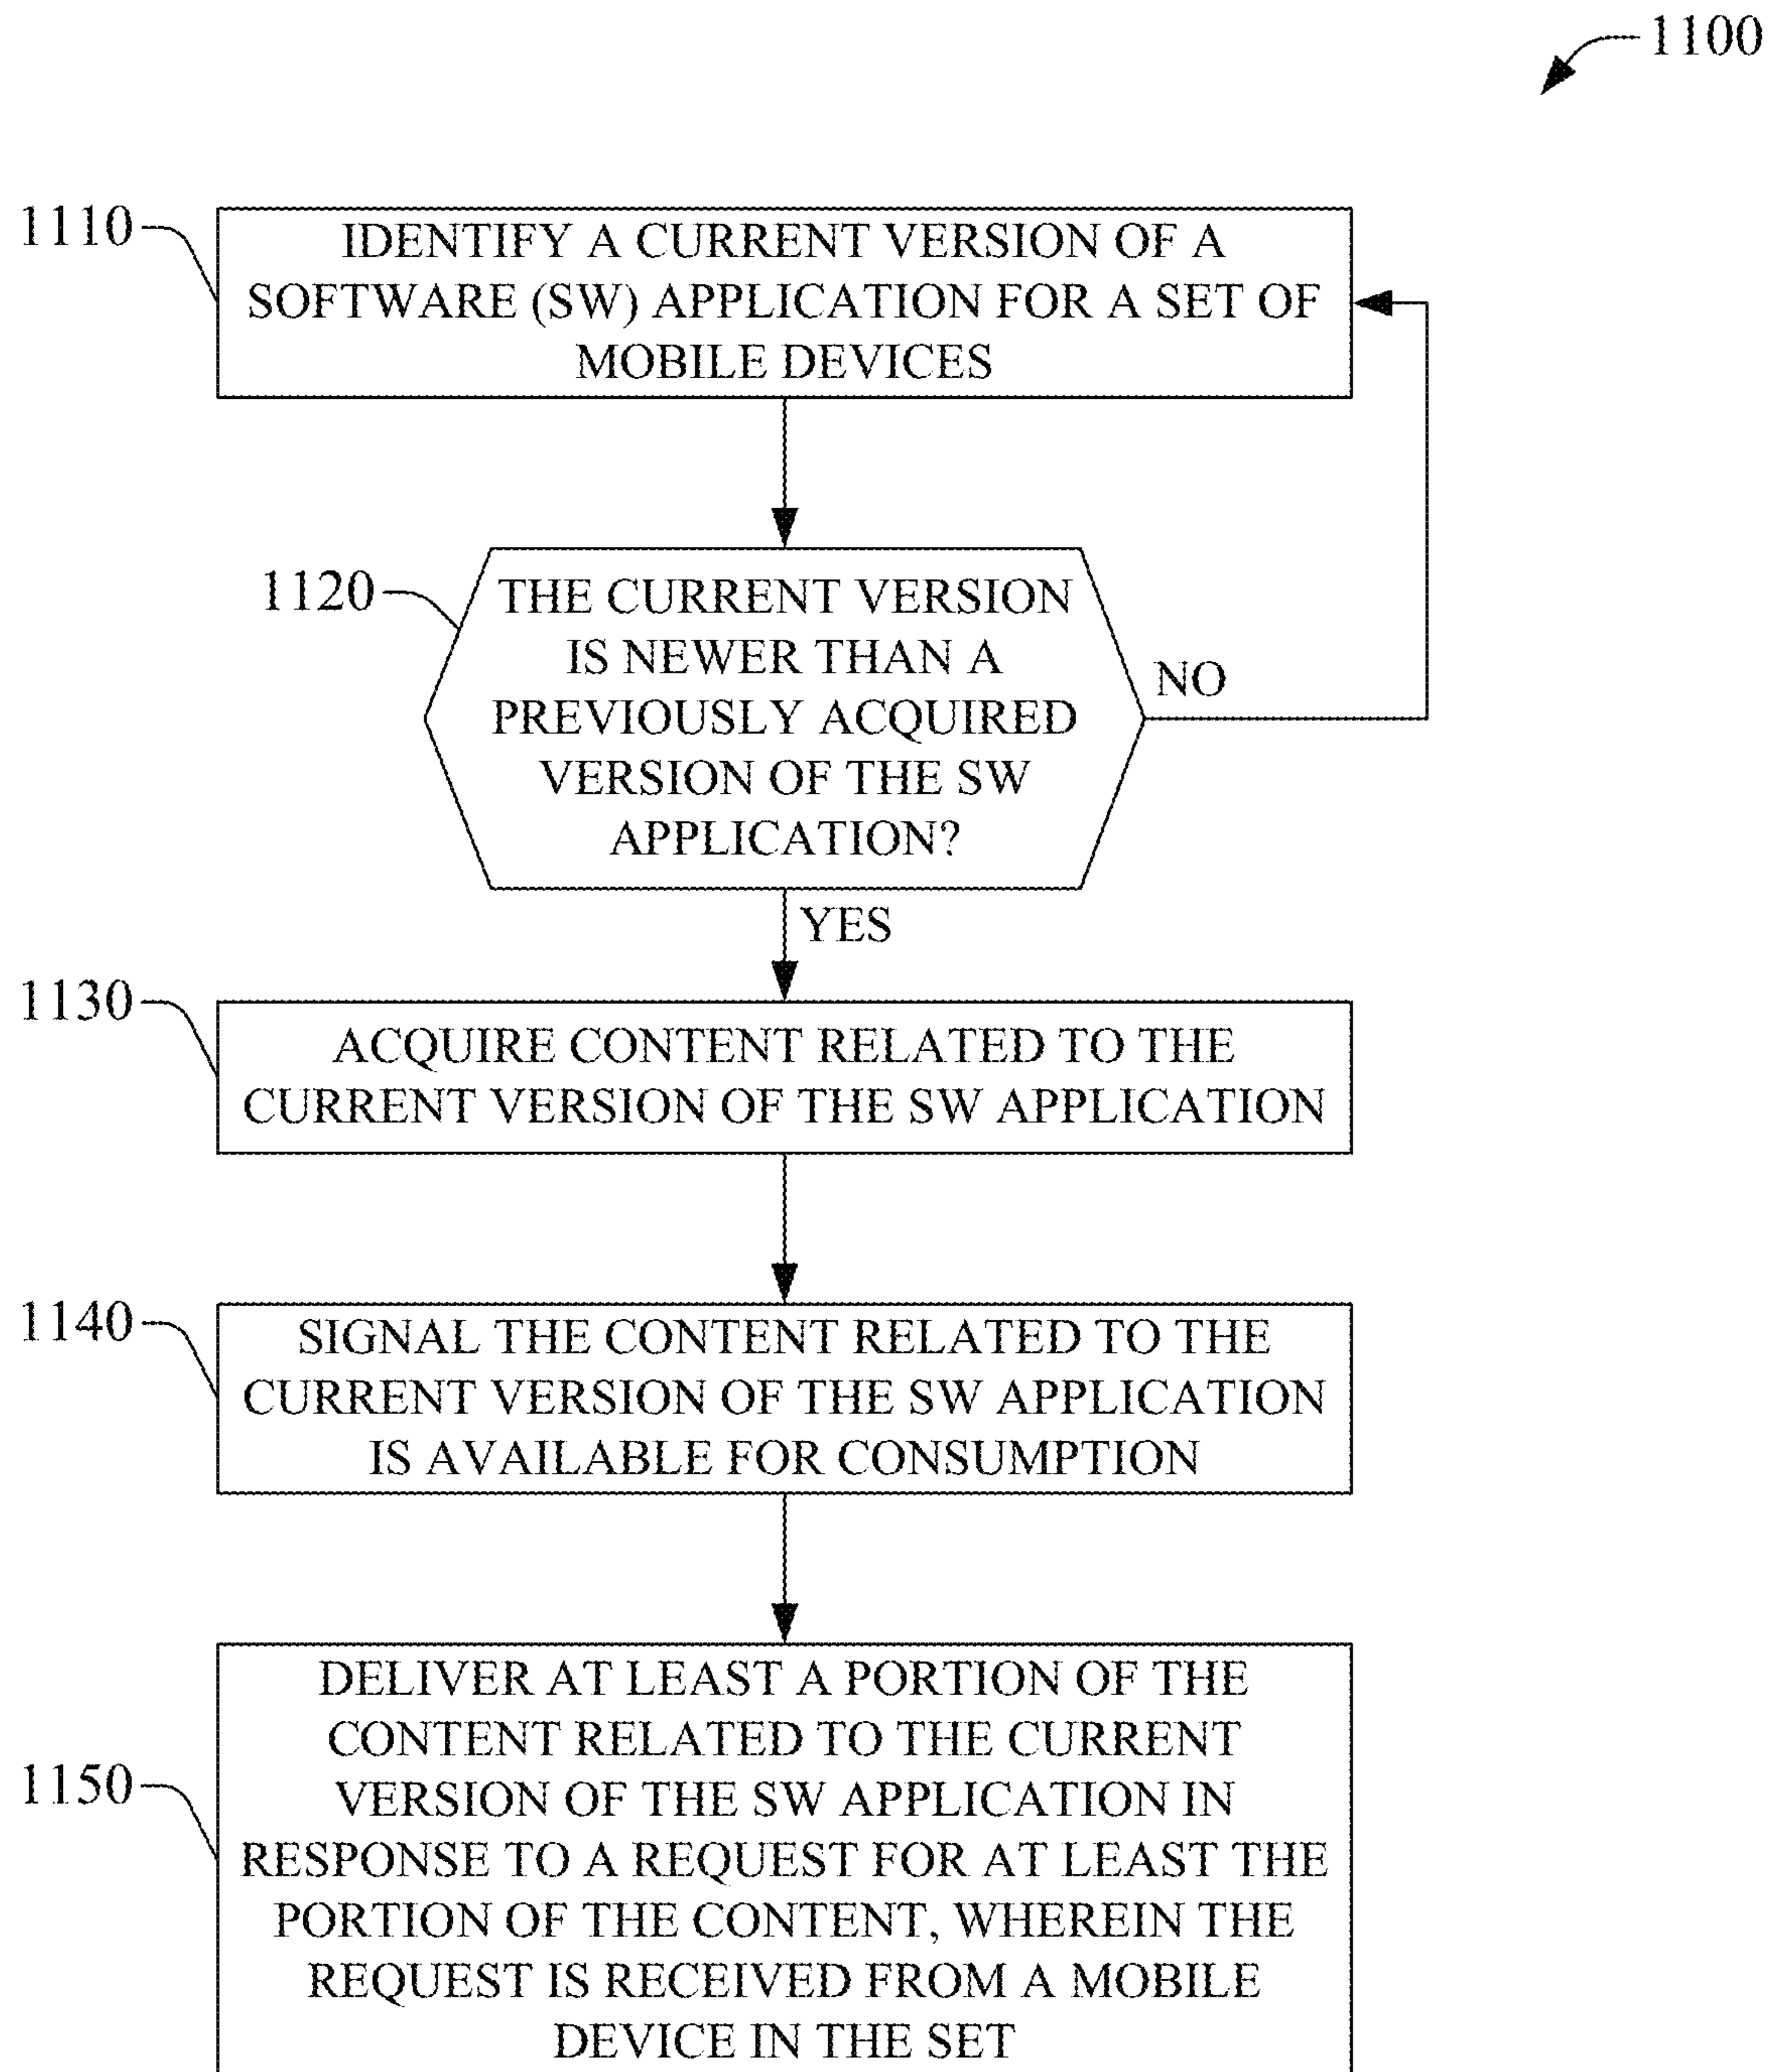 1100
1110
IDENTIFY A CURRENT VERSION OF A
SOFTWARE (SW) APPLICATION FOR A SET OF
MOBILE DEVICES
1120
THE CURRENT VERSION
IS NEWER THAN A
PREVIOUSLY ACQUIRED
VERSION OF THE SW
APPLICATION?
NO
YES
1130
ACQUIRE CONTENT RELATED TO THE
CURRENT VERSION OF THE SW APPLICATION
1140
SIGNAL THE CONTENT RELATED TO THE
CURRENT VERSION OF THE SW APPLICATION
IS AVAILABLE FOR CONSUMPTION
1150
DELIVER AT LEAST A PORTION OF THE
CONTENT RELATED TO THE CURRENT
VERSION OF THE SW APPLICATION IN
RESPONSE TO A REQUEST FOR AT LEAST THE
PORTION OF THE CONTENT, WHEREIN THE
REQUEST IS RECEIVED FROM A MOBILE
DEVICE IN THE SET